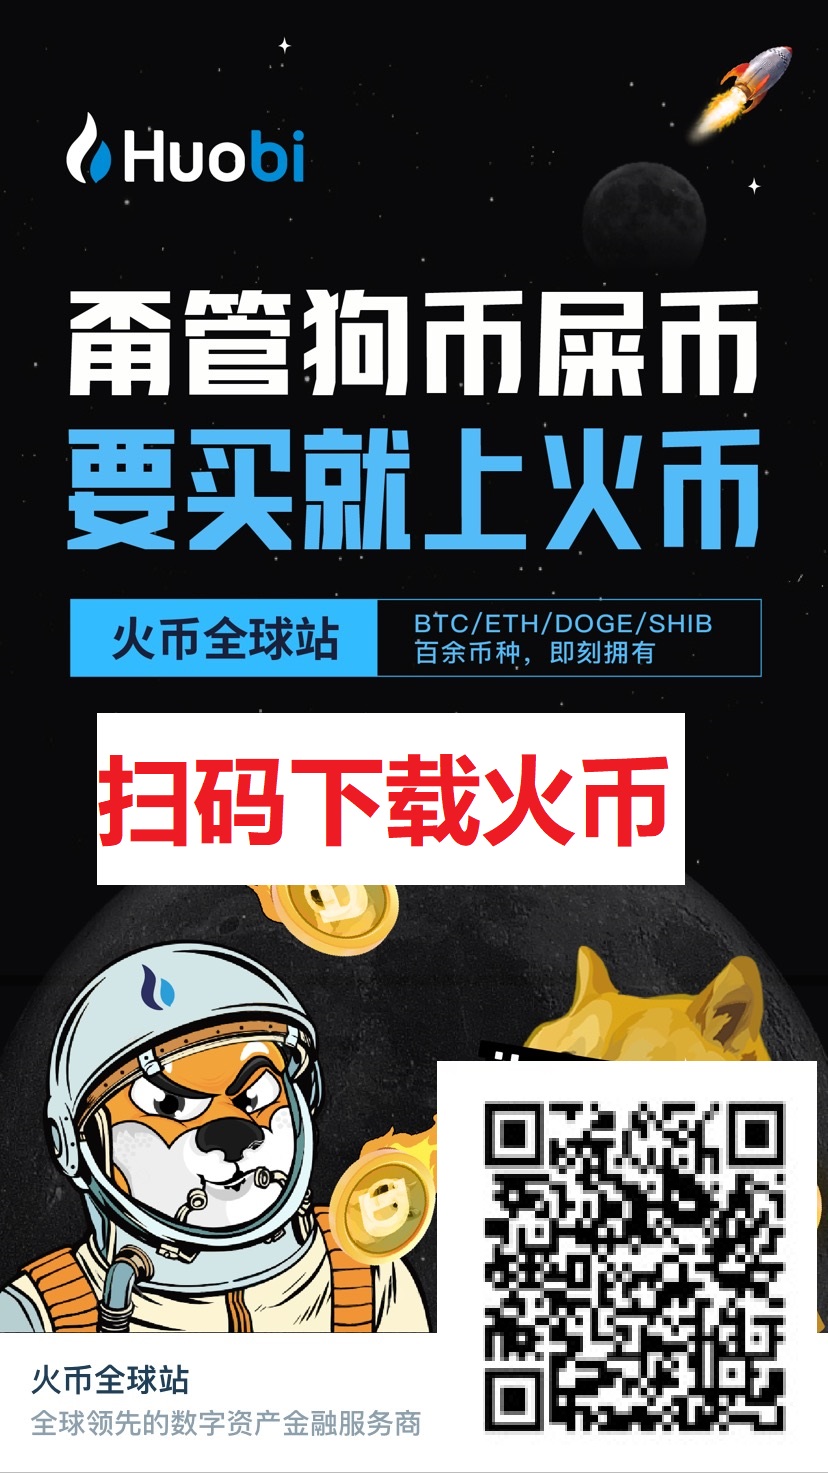 Huobi
甭管狗币屎币
要买就上火币
火币全球站
BTC/ETH/DOGE/SHIB
百余币种，即刻拥有
扫码下载火币
火币全球站
全球领先的数字资产金融服务商